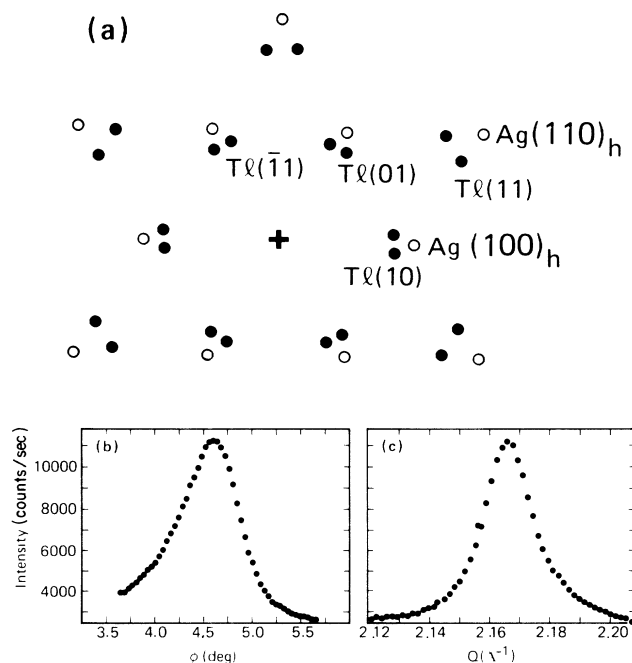 (a)
Ag(110)h
Tℓ(1̄1)
Tℓ(01)
Tℓ(11)
Ag(100)h
Tℓ(10)
Intensity (counts/sec)
(b)
10000
8000
6000
4000
3.5 4.0 4.5 5.0 5.5
φ (deg)
(c)
2.12 2.14 2.16 2.18 2.20
Q(Å⁻¹)